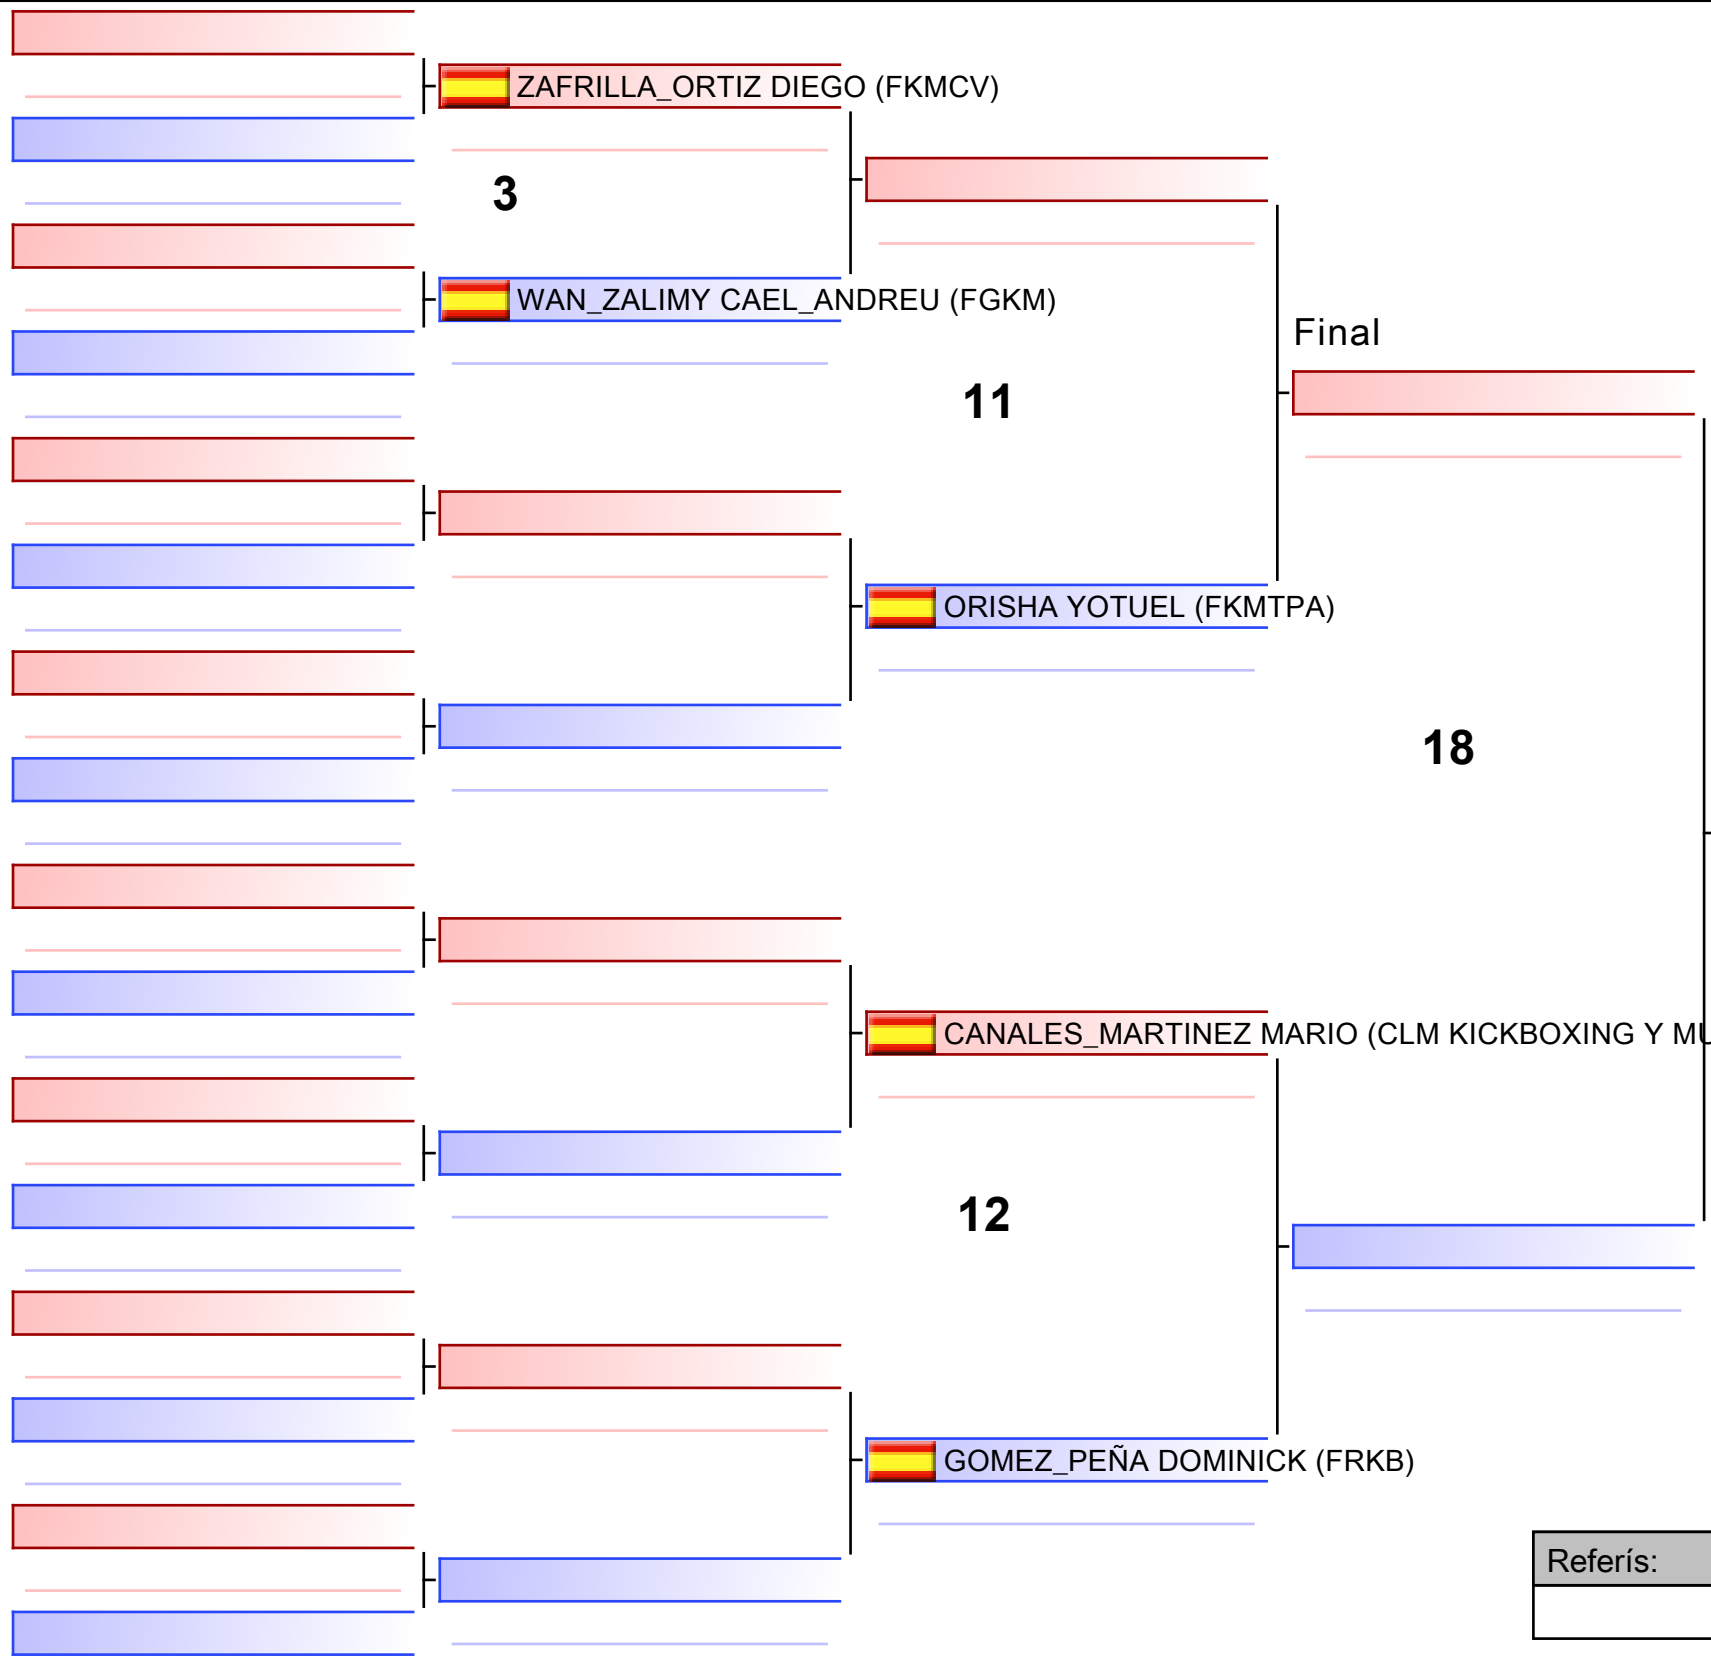 ZAFRILLA_ORTIZ DIEGO (FKMCV)
3
WAN_ZALIMY CAEL_ANDREU (FGKM)
Final
11
ORISHA YOTUEL (FKMTPA)
18
CANALES_MARTINEZ MARIO (CLM KICKBOXING Y MU
12
GOMEZ_PEÑA DOMINICK (FRKB)
Referís: